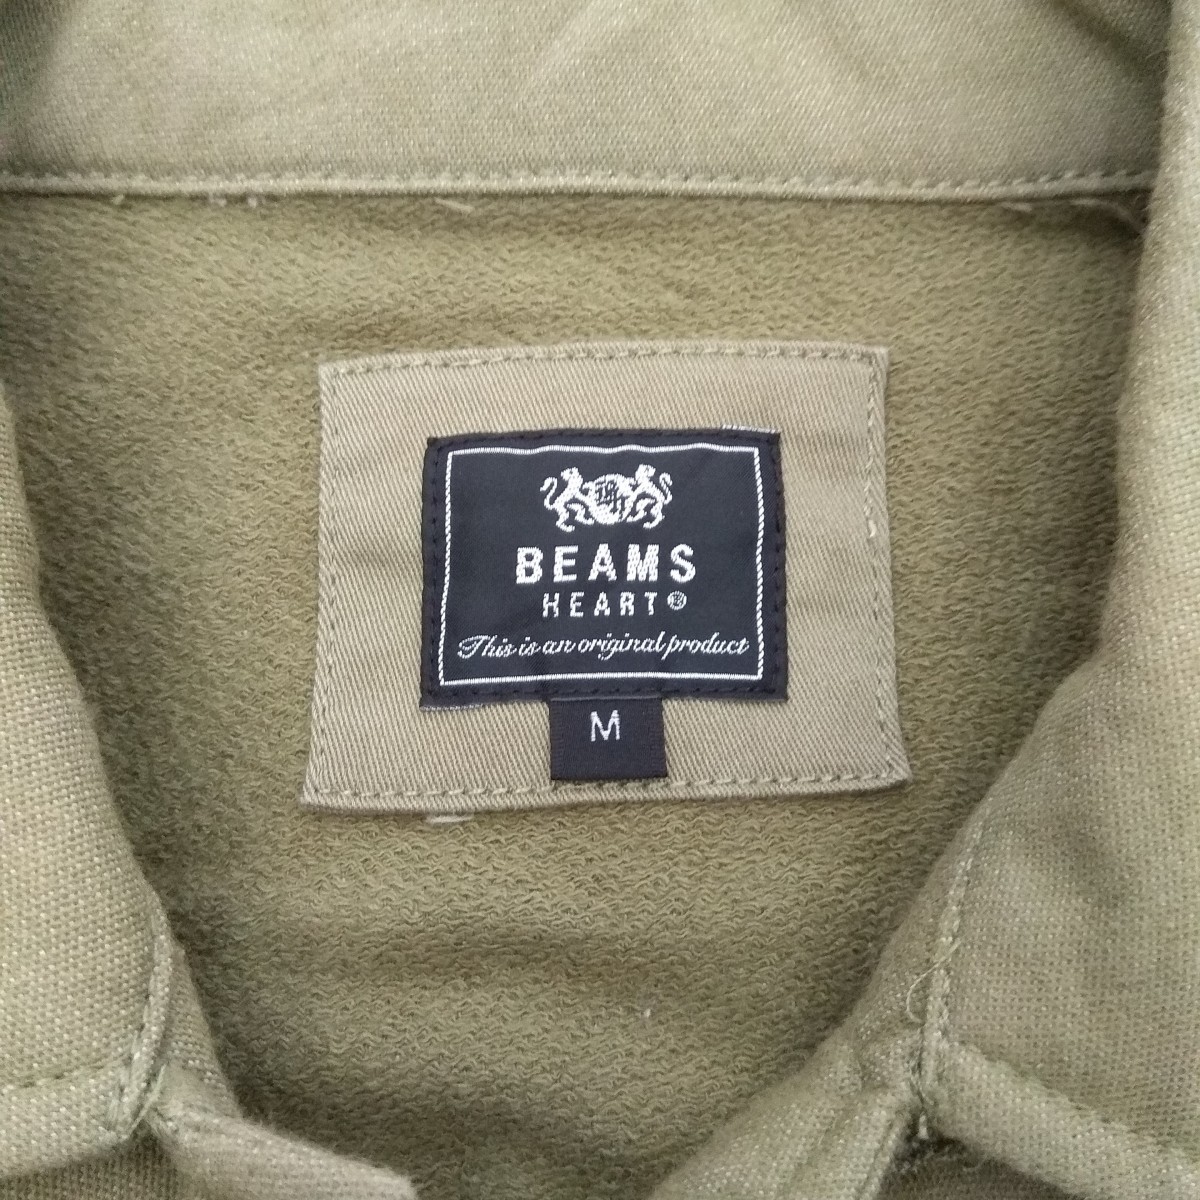 BEAMS
HEART®
This is an original product
M